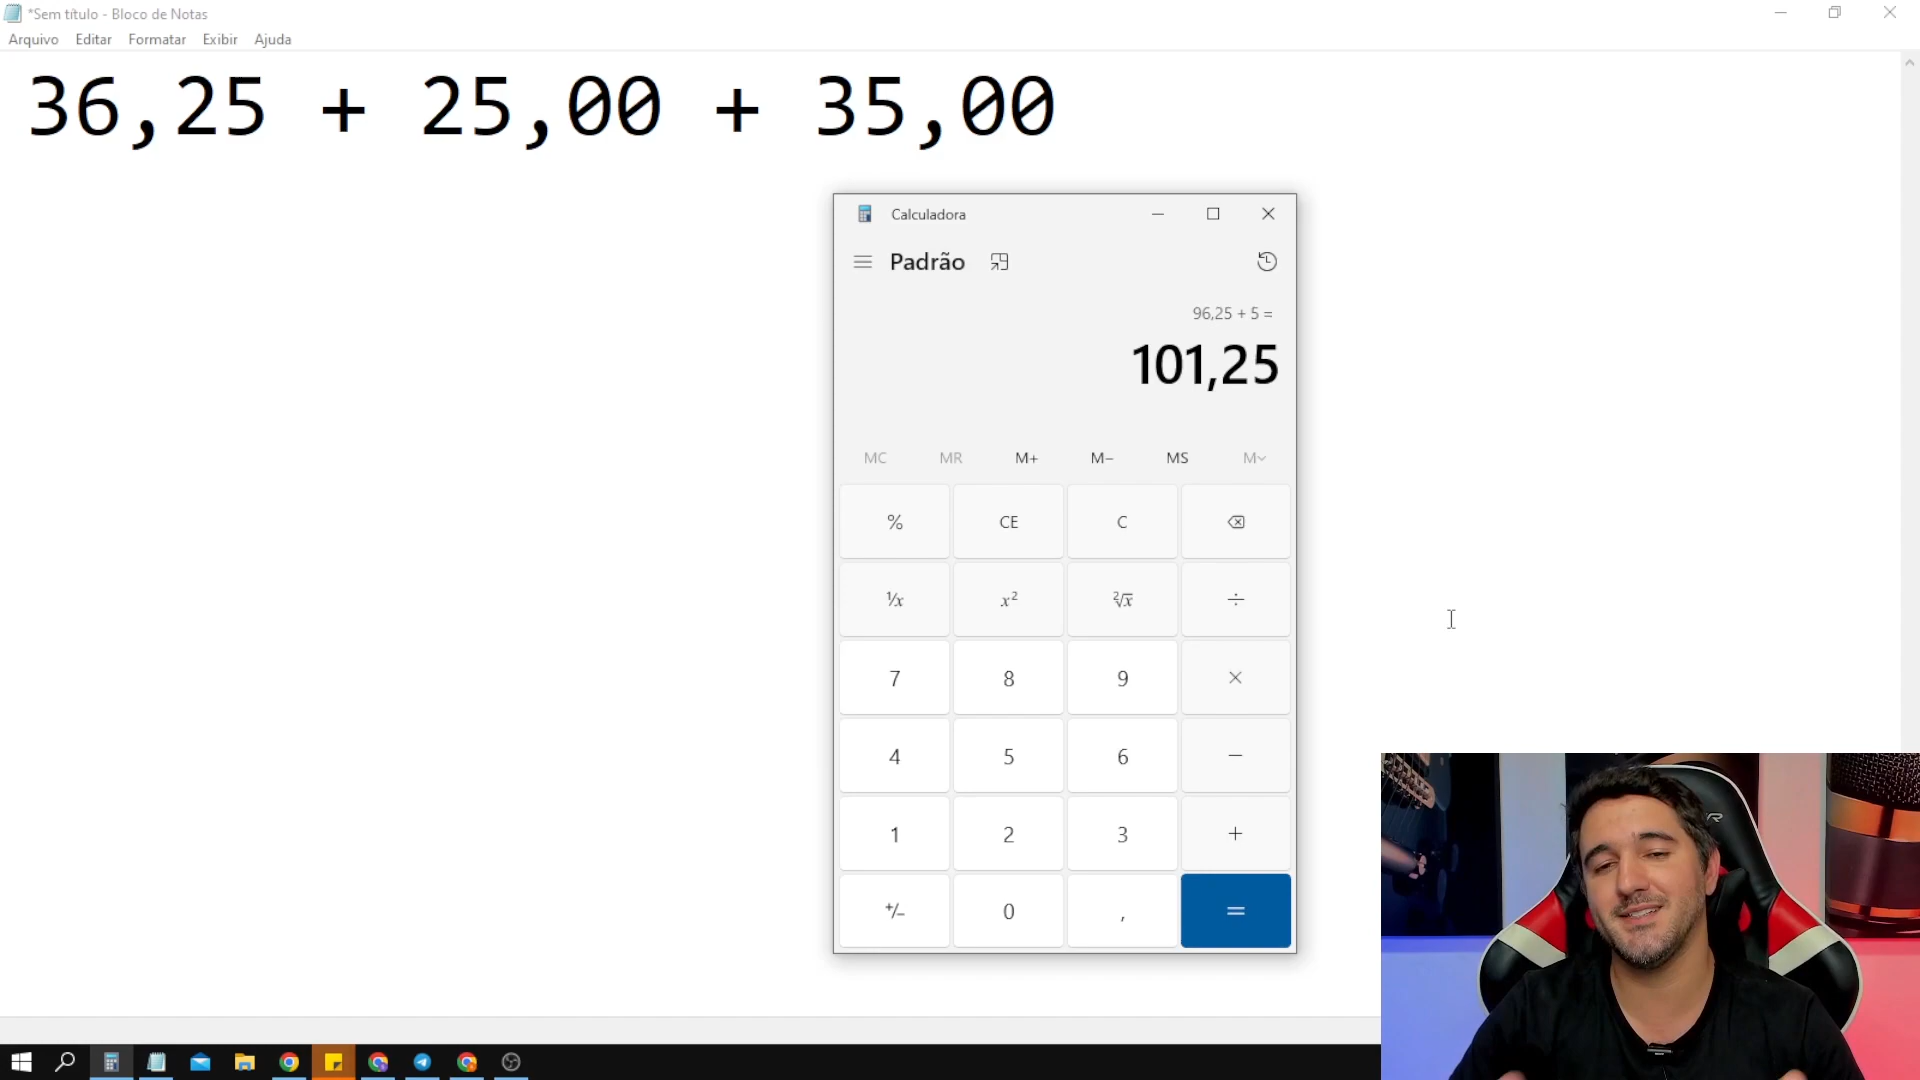 *Sem título - Bloco de Notas
Arquivo Editar Formatar Exibir Ajuda
36,25 + 25,00 + 35,00
Calculadora
Padrão
96,25 + 5 =
101,25
MC MR M+ M− MS M˅
% CE C
¹/x x² ²√x ÷
7 8 9 ×
4 5 6 −
1 2 3 +
+/− 0 , =